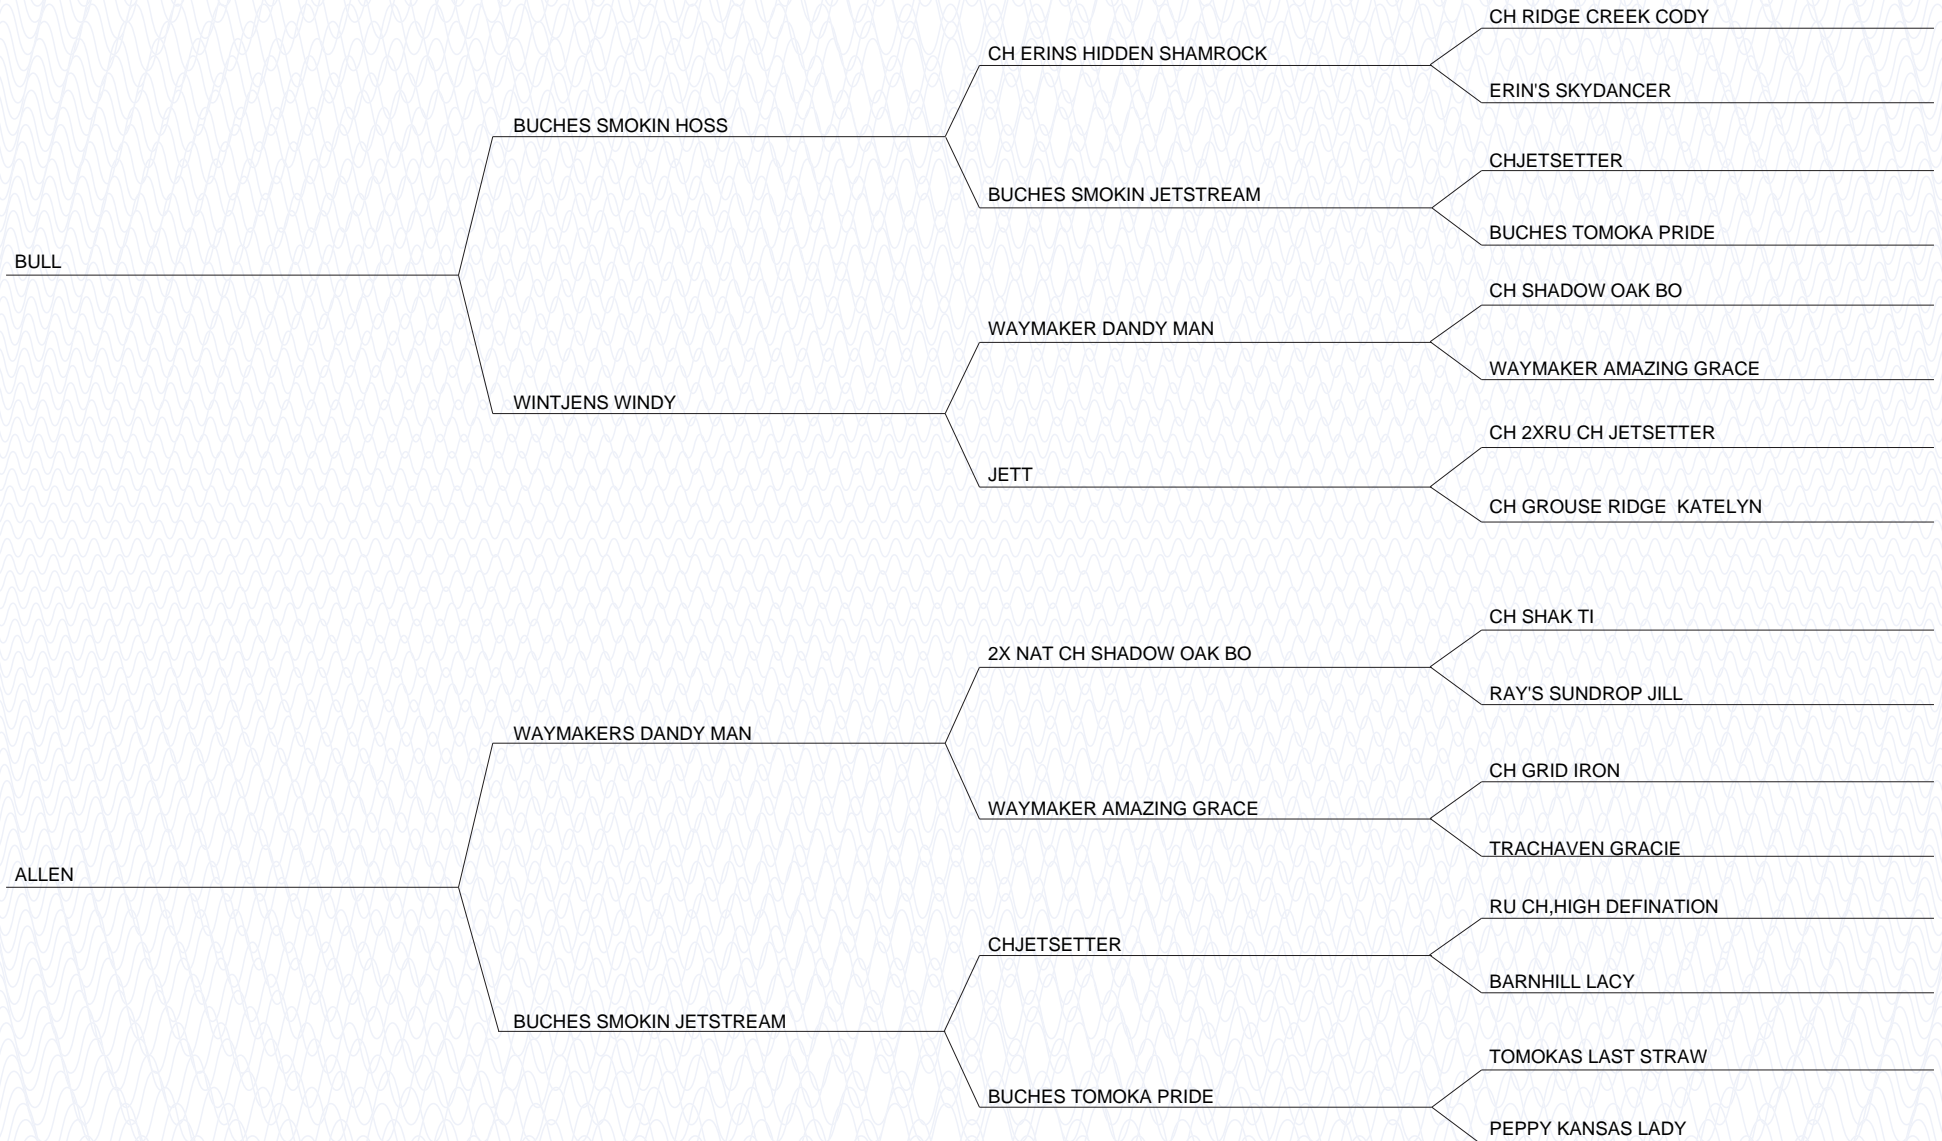 CH RIDGE CREEK CODY
CH ERINS HIDDEN SHAMROCK
ERIN'S SKYDANCER
BUCHES SMOKIN HOSS
CHJETSETTER
BUCHES SMOKIN JETSTREAM
BUCHES TOMOKA PRIDE
BULL
CH SHADOW OAK BO
WAYMAKER DANDY MAN
WAYMAKER AMAZING GRACE
WINTJENS WINDY
CH 2XRU CH JETSETTER
JETT
CH GROUSE RIDGE  KATELYN
CH SHAK TI
2X NAT CH SHADOW OAK BO
RAY'S SUNDROP JILL
WAYMAKERS DANDY MAN
CH GRID IRON
WAYMAKER AMAZING GRACE
TRACHAVEN GRACIE
ALLEN
RU CH,HIGH DEFINATION
CHJETSETTER
BARNHILL LACY
BUCHES SMOKIN JETSTREAM
TOMOKAS LAST STRAW
BUCHES TOMOKA PRIDE
PEPPY KANSAS LADY